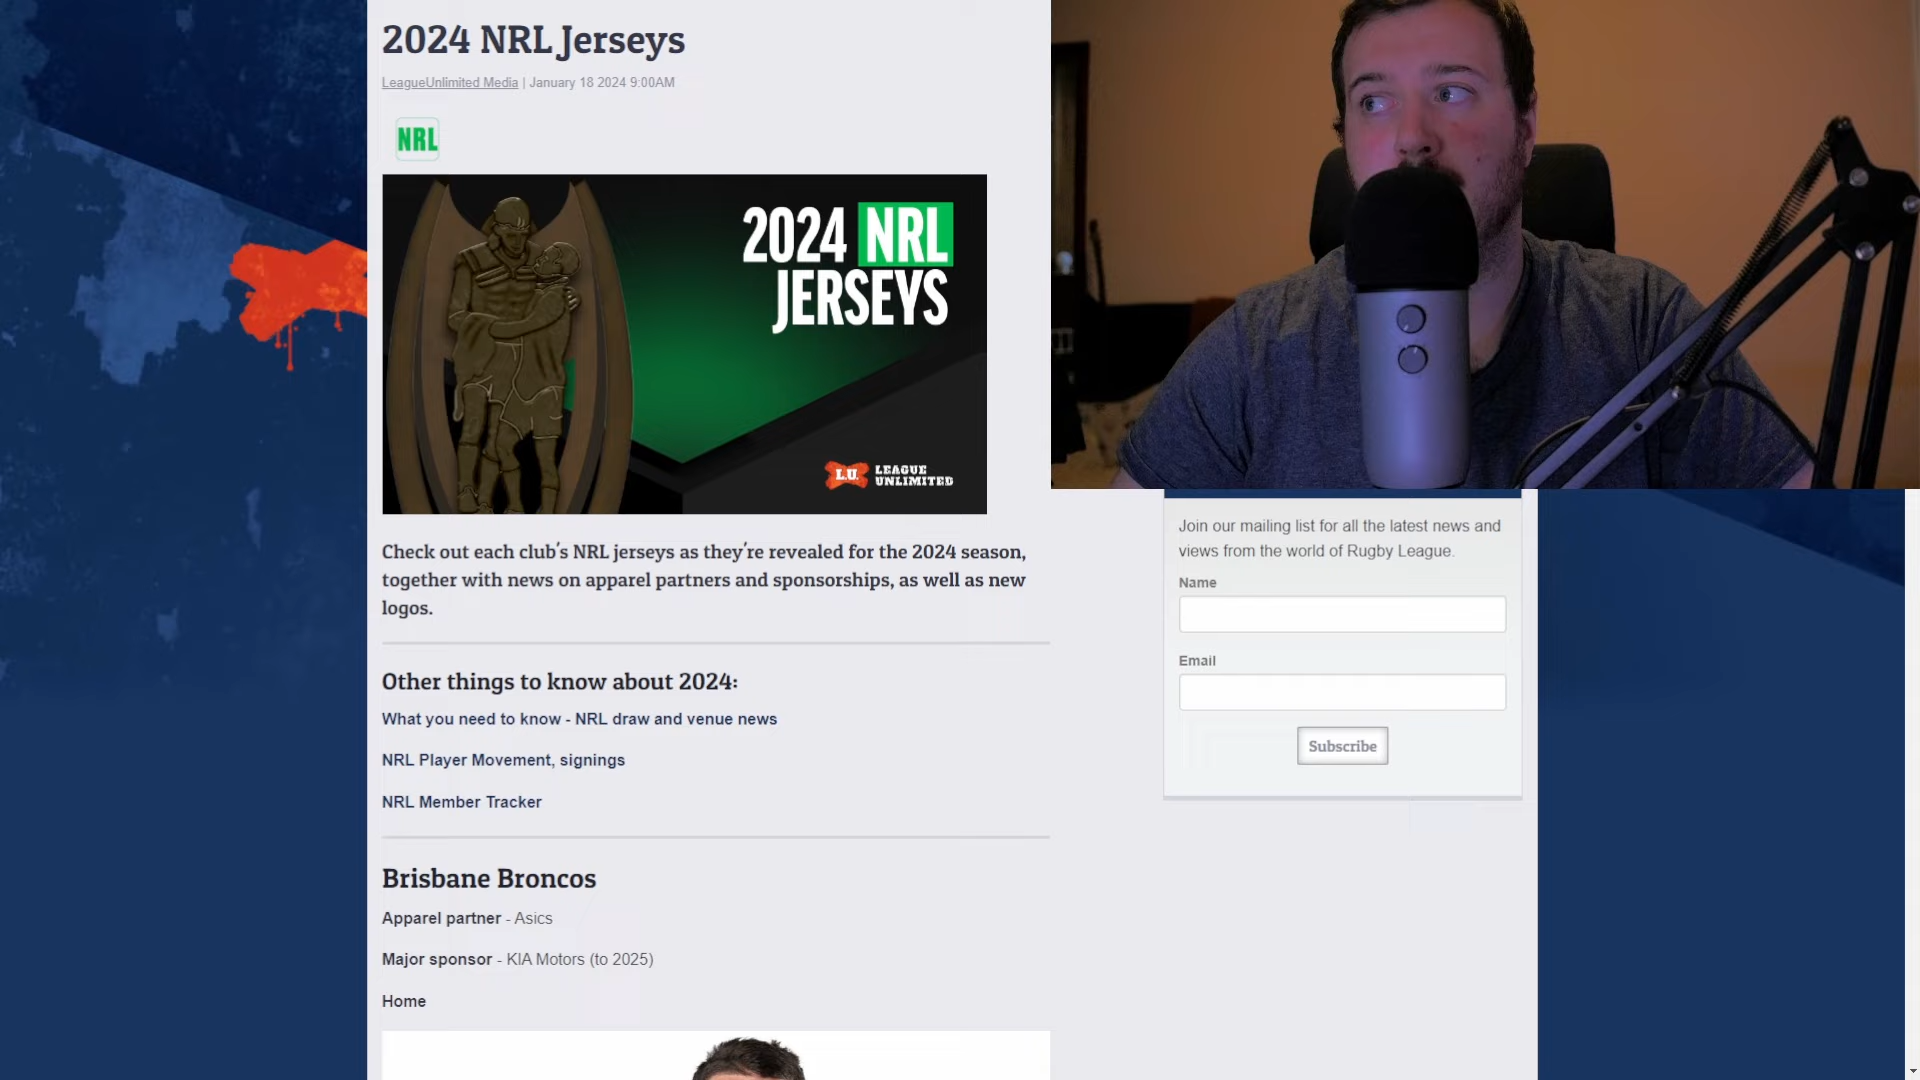 2024 NRL Jerseys
LeagueUnlimited Media | January 18 2024 9:00AM
NRL
2024 NRL
JERSEYS
L.U. LEAGUE
UNLIMITED
Check out each club's NRL jerseys as they're revealed for the 2024 season,
together with news on apparel partners and sponsorships, as well as new
logos.
Other things to know about 2024:
What you need to know - NRL draw and venue news
NRL Player Movement, signings
NRL Member Tracker
Brisbane Broncos
Apparel partner - Asics
Major sponsor - KIA Motors (to 2025)
Home
Join our mailing list for all the latest news and
views from the world of Rugby League.
Name
Email
Subscribe